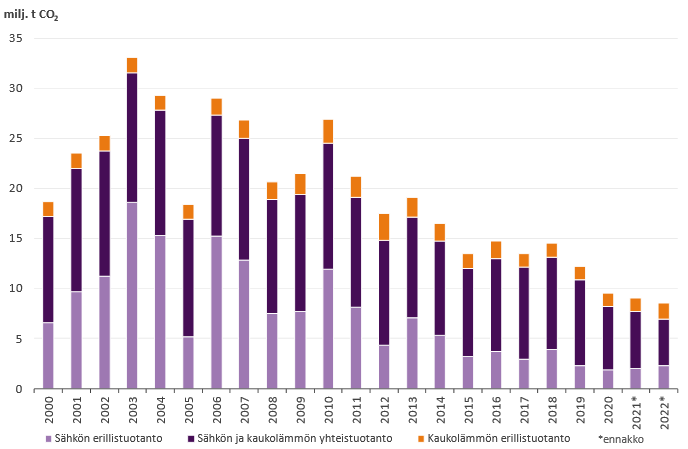 milj. t CO₂
35
30
25
20
15
10
5
0
2000 2001 2002 2003 2004 2005 2006 2007 2008 2009 2010 2011 2012 2013 2014 2015 2016 2017 2018 2019 2020 2021* 2022*
Sähkön erillistuotanto Sähkön ja kaukolämmön yhteistuotanto Kaukolämmön erillistuotanto *ennakko